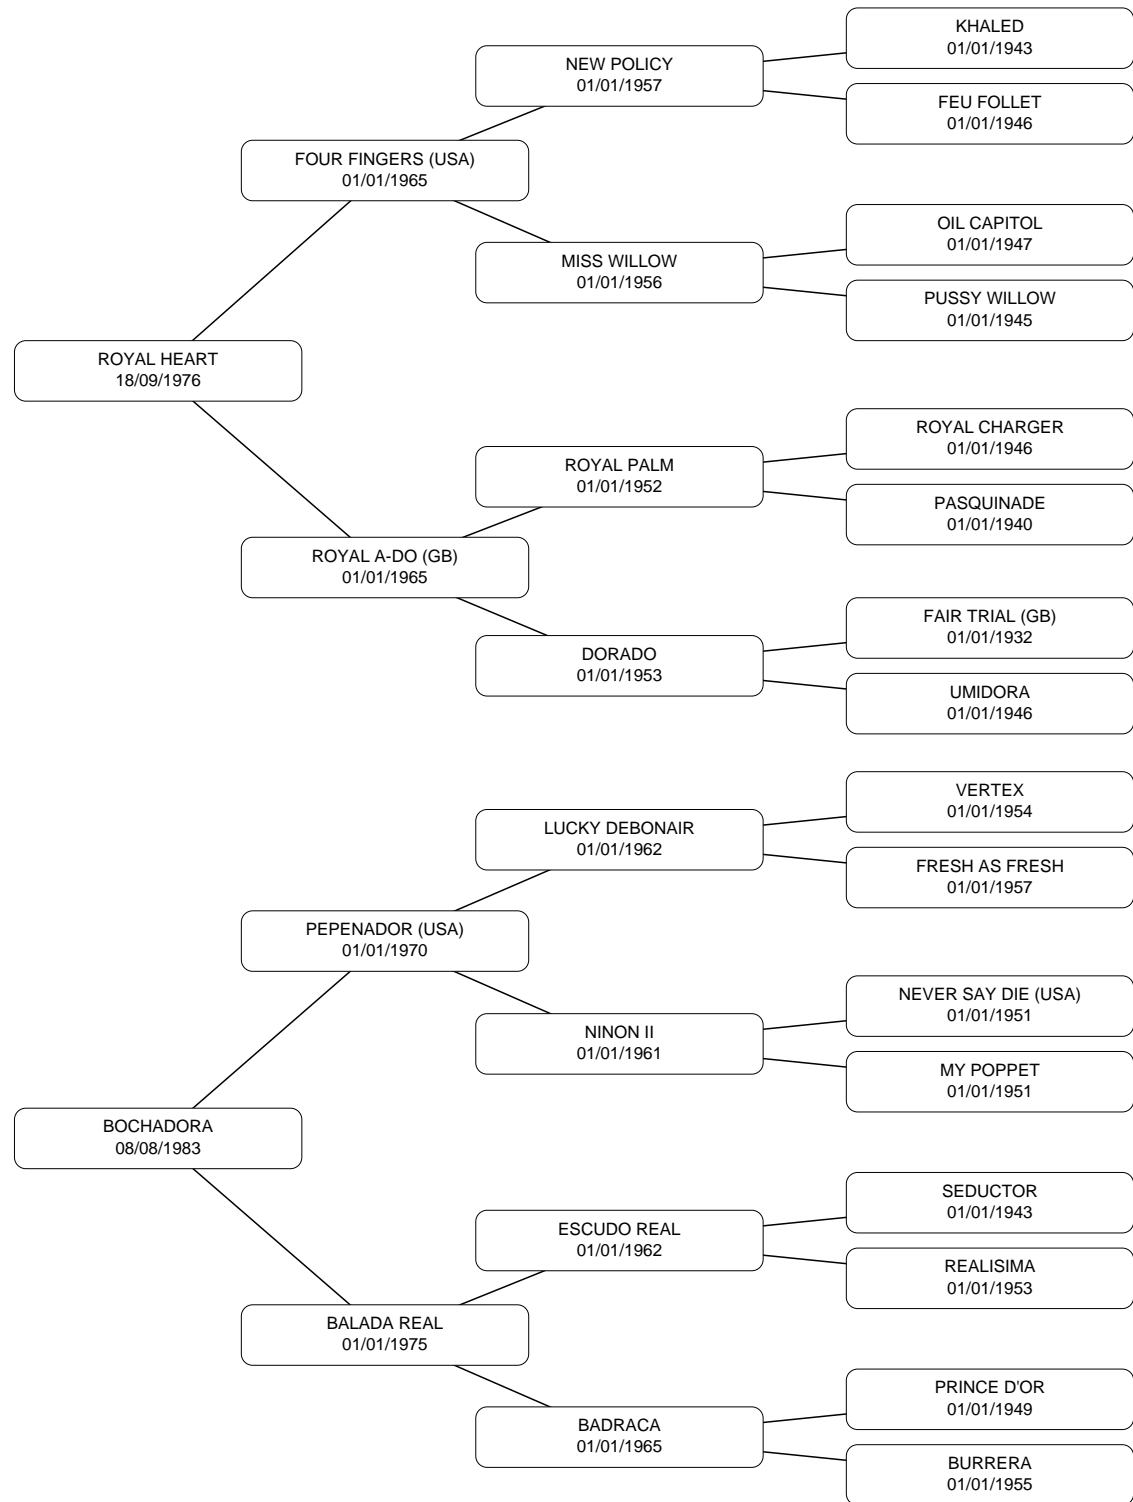 KHALED
01/01/1943
NEW POLICY
01/01/1957
FEU FOLLET
01/01/1946
FOUR FINGERS (USA)
01/01/1965
OIL CAPITOL
01/01/1947
MISS WILLOW
01/01/1956
PUSSY WILLOW
01/01/1945
ROYAL HEART
18/09/1976
ROYAL CHARGER
01/01/1946
ROYAL PALM
01/01/1952
PASQUINADE
01/01/1940
ROYAL A-DO (GB)
01/01/1965
FAIR TRIAL (GB)
01/01/1932
DORADO
01/01/1953
UMIDORA
01/01/1946
VERTEX
01/01/1954
LUCKY DEBONAIR
01/01/1962
FRESH AS FRESH
01/01/1957
PEPENADOR (USA)
01/01/1970
NEVER SAY DIE (USA)
01/01/1951
NINON II
01/01/1961
MY POPPET
01/01/1951
BOCHADORA
08/08/1983
SEDUCTOR
01/01/1943
ESCUDO REAL
01/01/1962
REALISIMA
01/01/1953
BALADA REAL
01/01/1975
PRINCE D'OR
01/01/1949
BADRACA
01/01/1965
BURRERA
01/01/1955